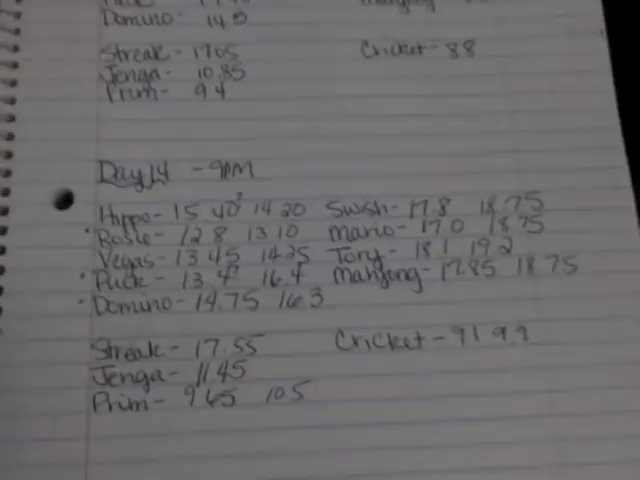 Domino- 14.5
Streak- 17.05 Cricket- 88
Jenga- 10.85
Prim- 9.4
Day 14 - 9AM
Hippo- 15 40? 14 20 Swish- 17.8 18.75
Rosie- 12 8 13 10 Mario- 17.0 18.75
Vegas- 13.45 14.25 Tory- 18.1 19.2
Puck- 13.4? 16.4 Mahjong- 17.85 18.75
Domino- 14.75 16.3
Streak- 17.55 Cricket- 91 99
Jenga- 11.45
Prim- 9.65 10.5